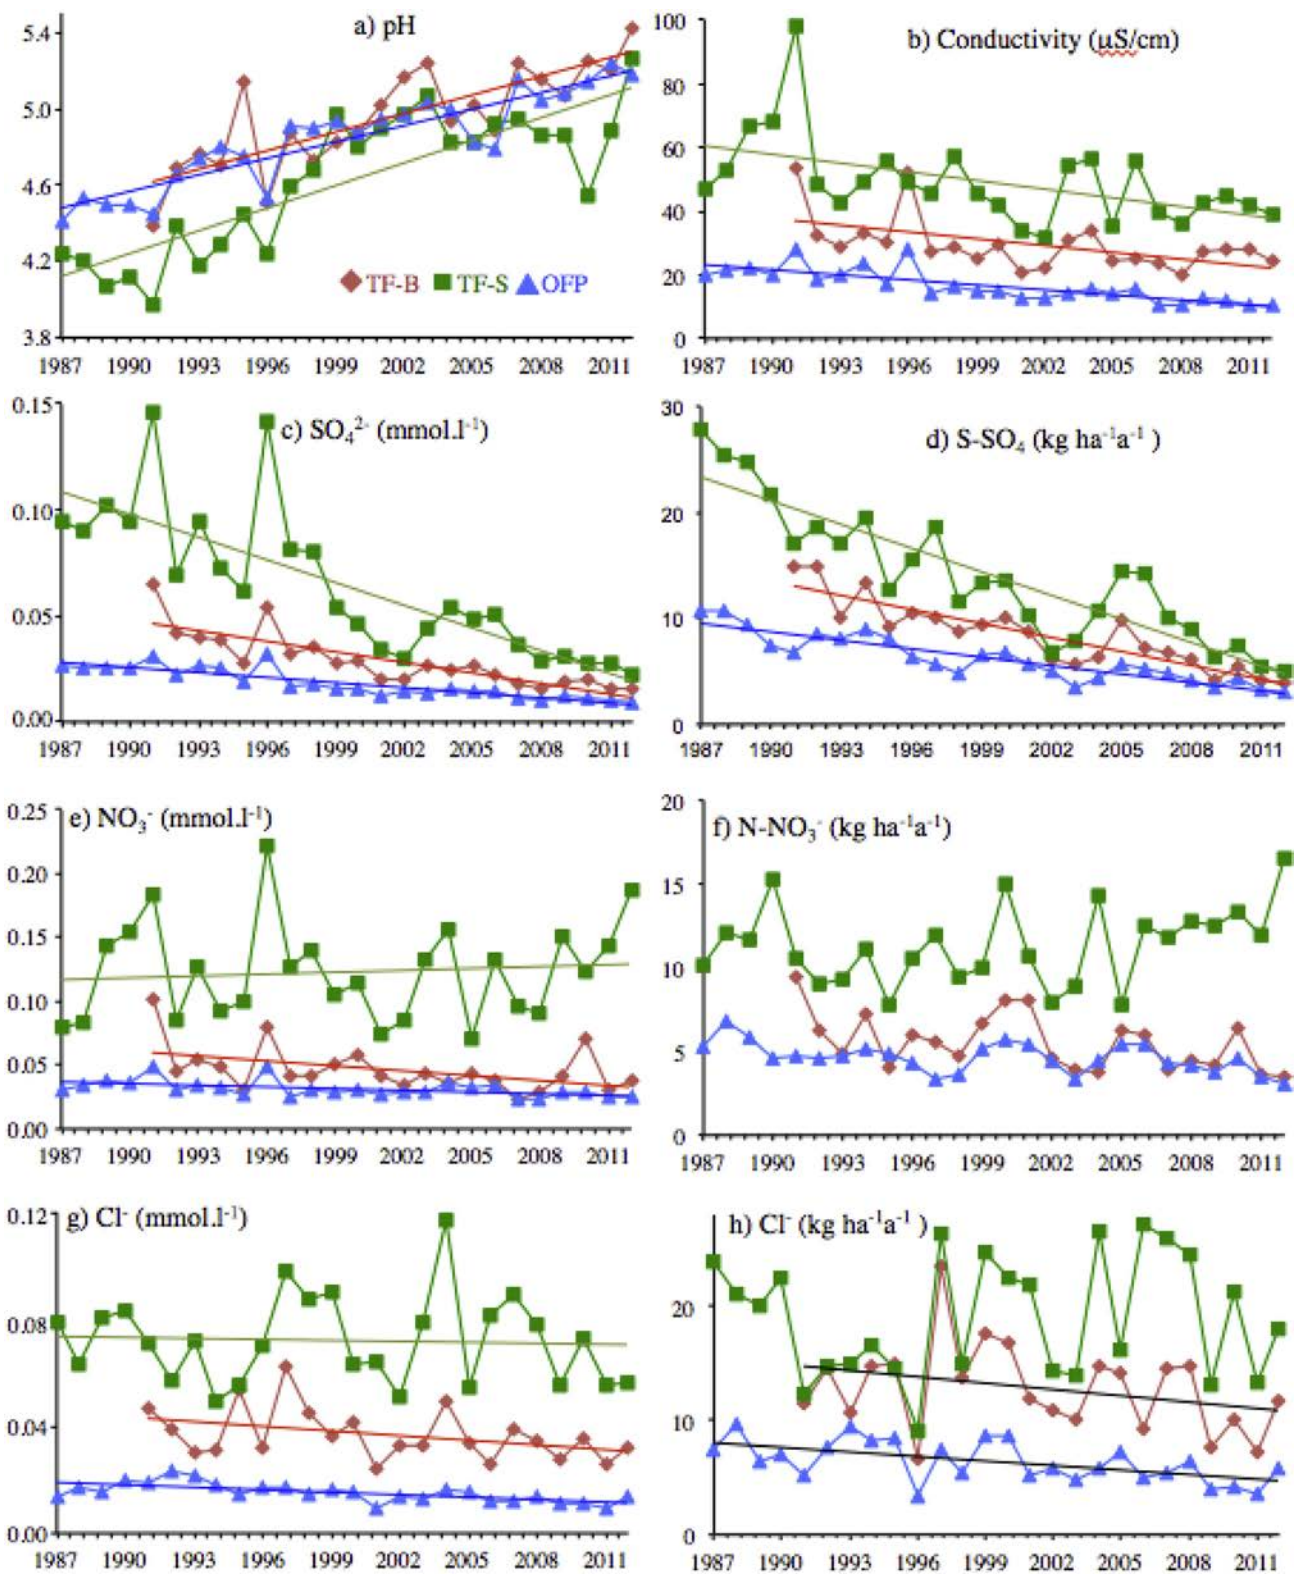 a) pH
5.4
5.0
4.6
4.2
3.8
TF-B TF-S OFP
1987 1990 1993 1996 1999 2002 2005 2008 2011
b) Conductivity (µS/cm)
100
80
60
40
20
0
1987 1990 1993 1996 1999 2002 2005 2008 2011
c) SO₄²⁻ (mmol.l⁻¹)
0.15
0.10
0.05
0.00
1987 1990 1993 1996 1999 2002 2005 2008 2011
d) S-SO₄ (kg ha⁻¹a⁻¹ )
30
20
10
0
1987 1990 1993 1996 1999 2002 2005 2008 2011
e) NO₃⁻ (mmol.l⁻¹)
0.25
0.20
0.15
0.10
0.05
0.00
1987 1990 1993 1996 1999 2002 2005 2008 2011
f) N-NO₃⁻ (kg ha⁻¹a⁻¹)
20
15
10
5
0
1987 1990 1993 1996 1999 2002 2005 2008 2011
g) Cl⁻ (mmol.l⁻¹)
0.12
0.08
0.04
0.00
1987 1990 1993 1996 1999 2002 2005 2008 2011
h) Cl⁻ (kg ha⁻¹a⁻¹ )
20
10
0
1987 1990 1993 1996 1999 2002 2005 2008 2011